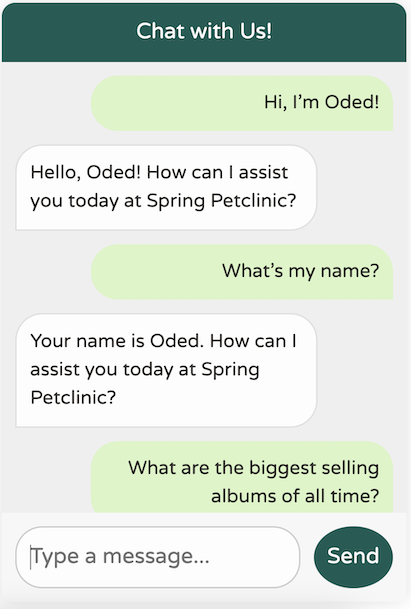 Chat with Us!
Hi, I’m Oded!
Hello, Oded! How can I assist
you today at Spring Petclinic?
What’s my name?
Your name is Oded. How can I
assist you today at Spring
Petclinic?
What are the biggest selling
albums of all time?
Type a message...
Send